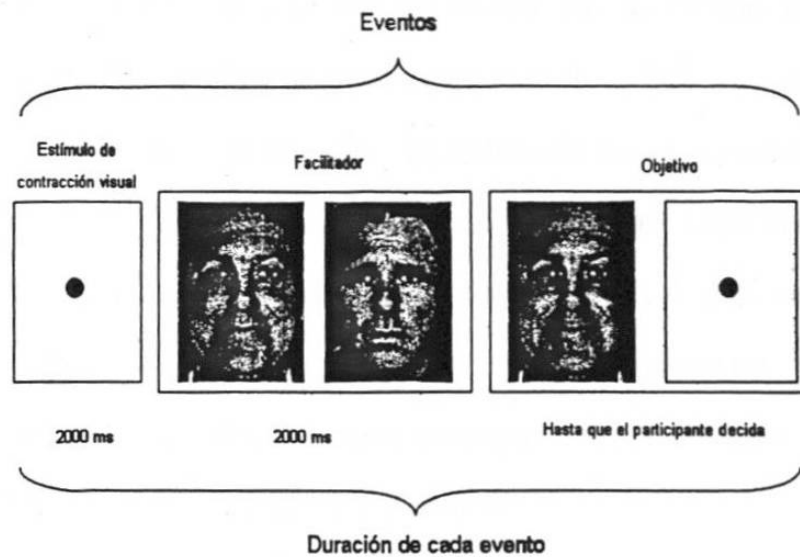 Eventos
Estímulo de
contracción visual
Facilitador
Objetivo
2000 ms
2000 ms
Hasta que el participante decida
Duración de cada evento